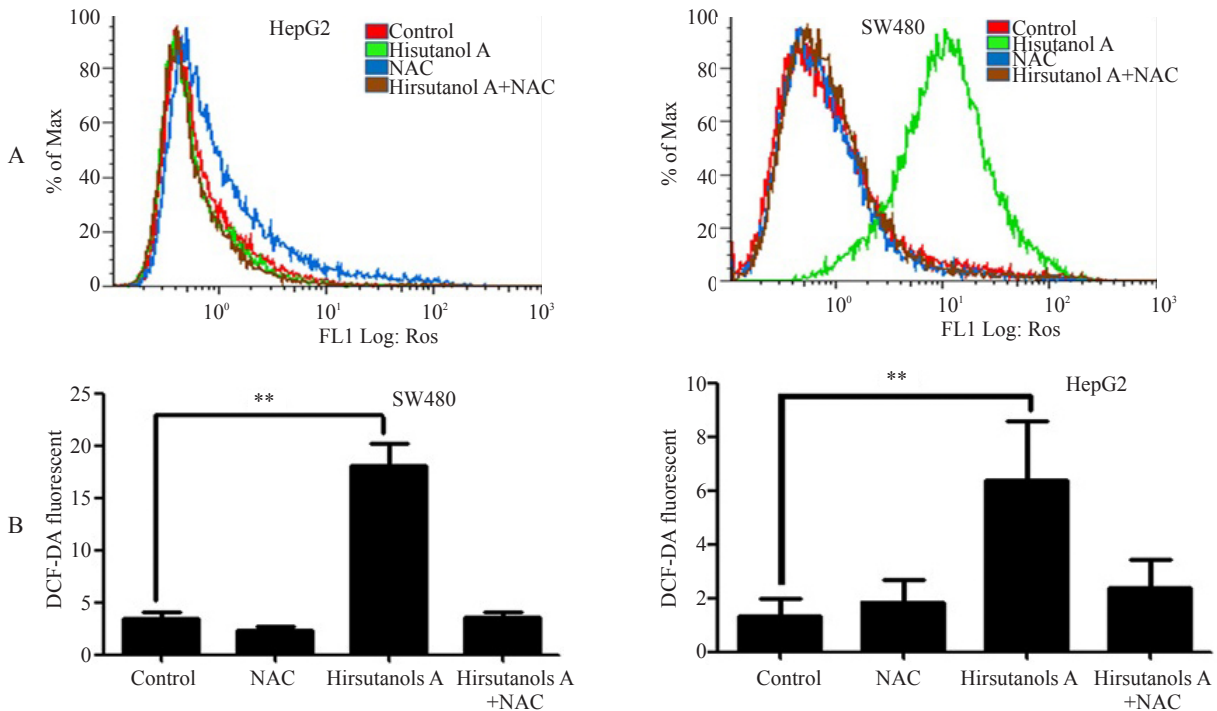 A
HepG2
Control
Hisutanol A
NAC
Hirsutanol A+NAC
% of Max
100
80
60
40
20
0
10⁰
10¹
10²
10³
FL1 Log: Ros
SW480
Control
Hisutanol A
NAC
Hirsutanol A+NAC
% of Max
100
80
60
40
20
0
10⁰
10¹
10²
10³
FL1 Log: Ros
B
SW480
**
DCF-DA fluorescent
25
20
15
10
5
0
Control
NAC
Hirsutanols A
Hirsutanols A
+NAC
HepG2
**
DCF-DA fluorescent
10
8
6
4
2
0
Control
NAC
Hirsutanols A
Hirsutanols A
+NAC